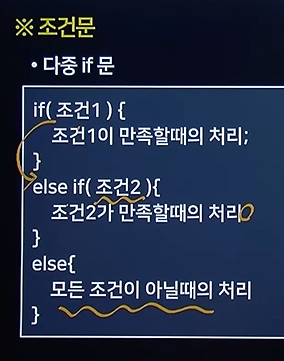 ※ 조건문
• 다중 if 문
if( 조건1 ) {
조건1이 만족할때의 처리;
}
else if( 조건2 ){
조건2가 만족할때의 처리
}
else{
모든 조건이 아닐때의 처리
}